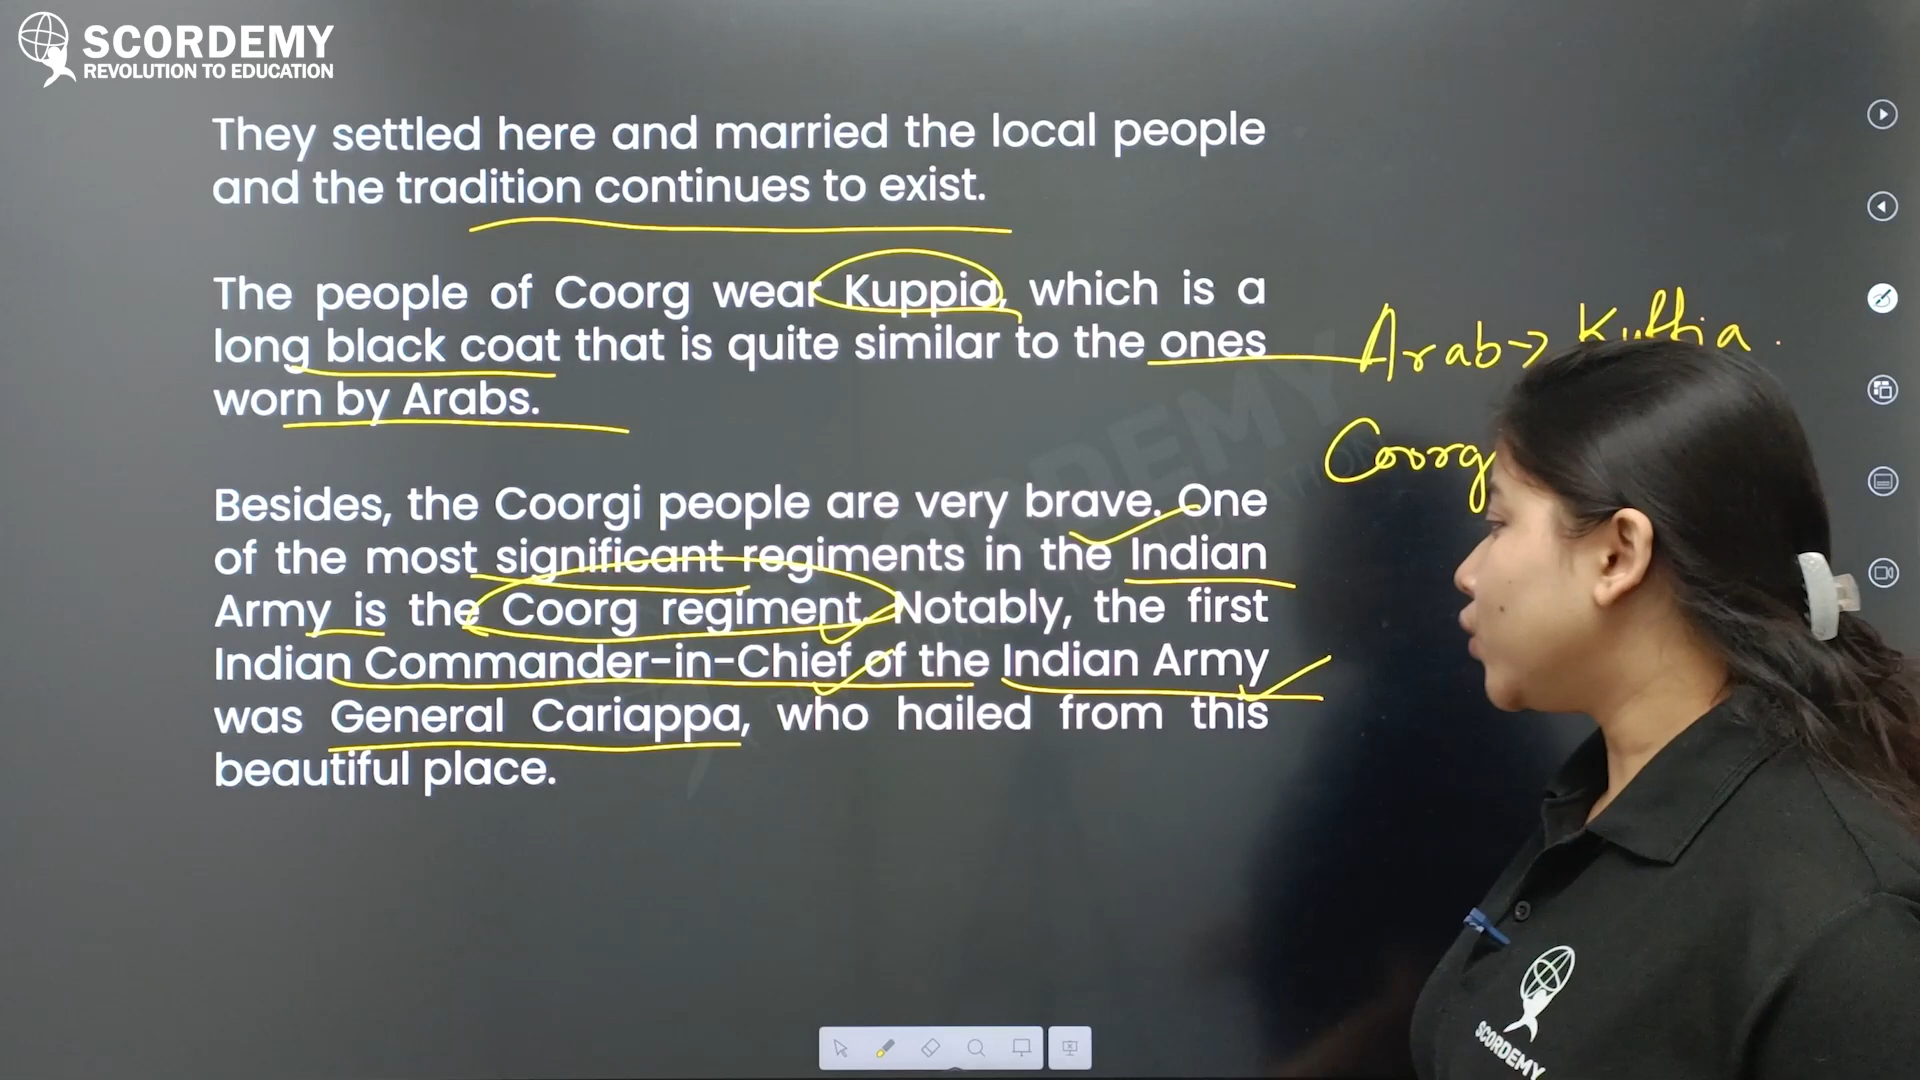 SCORDEMY
REVOLUTION TO EDUCATION
They settled here and married the local people
and the tradition continues to exist.
The people of Coorg wear Kuppia, which is a
long black coat that is quite similar to the ones
worn by Arabs.
Arab → Kuffia.
Coorg
Besides, the Coorgi people are very brave. One
of the most significant regiments in the Indian
Army is the Coorg regiment. Notably, the first
Indian Commander-in-Chief of the Indian Army
was General Cariappa, who hailed from this
beautiful place.
SCORDEMY